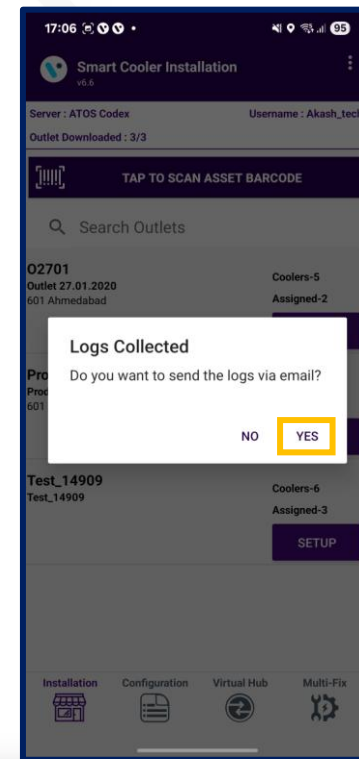 17:06
95
Smart Cooler Installation
v6.6
Server : ATOS Codex
Username : Akash_tech
Outlet Downloaded : 3/3
TAP TO SCAN ASSET BARCODE
Search Outlets
O2701
Outlet 27.01.2020
601 Ahmedabad
Coolers-5
Assigned-2
Logs Collected
Do you want to send the logs via email?
NO
YES
Pro
Prod
601
Test_14909
Test_14909
Coolers-6
Assigned-3
SETUP
Installation
Configuration
Virtual Hub
Multi-Fix